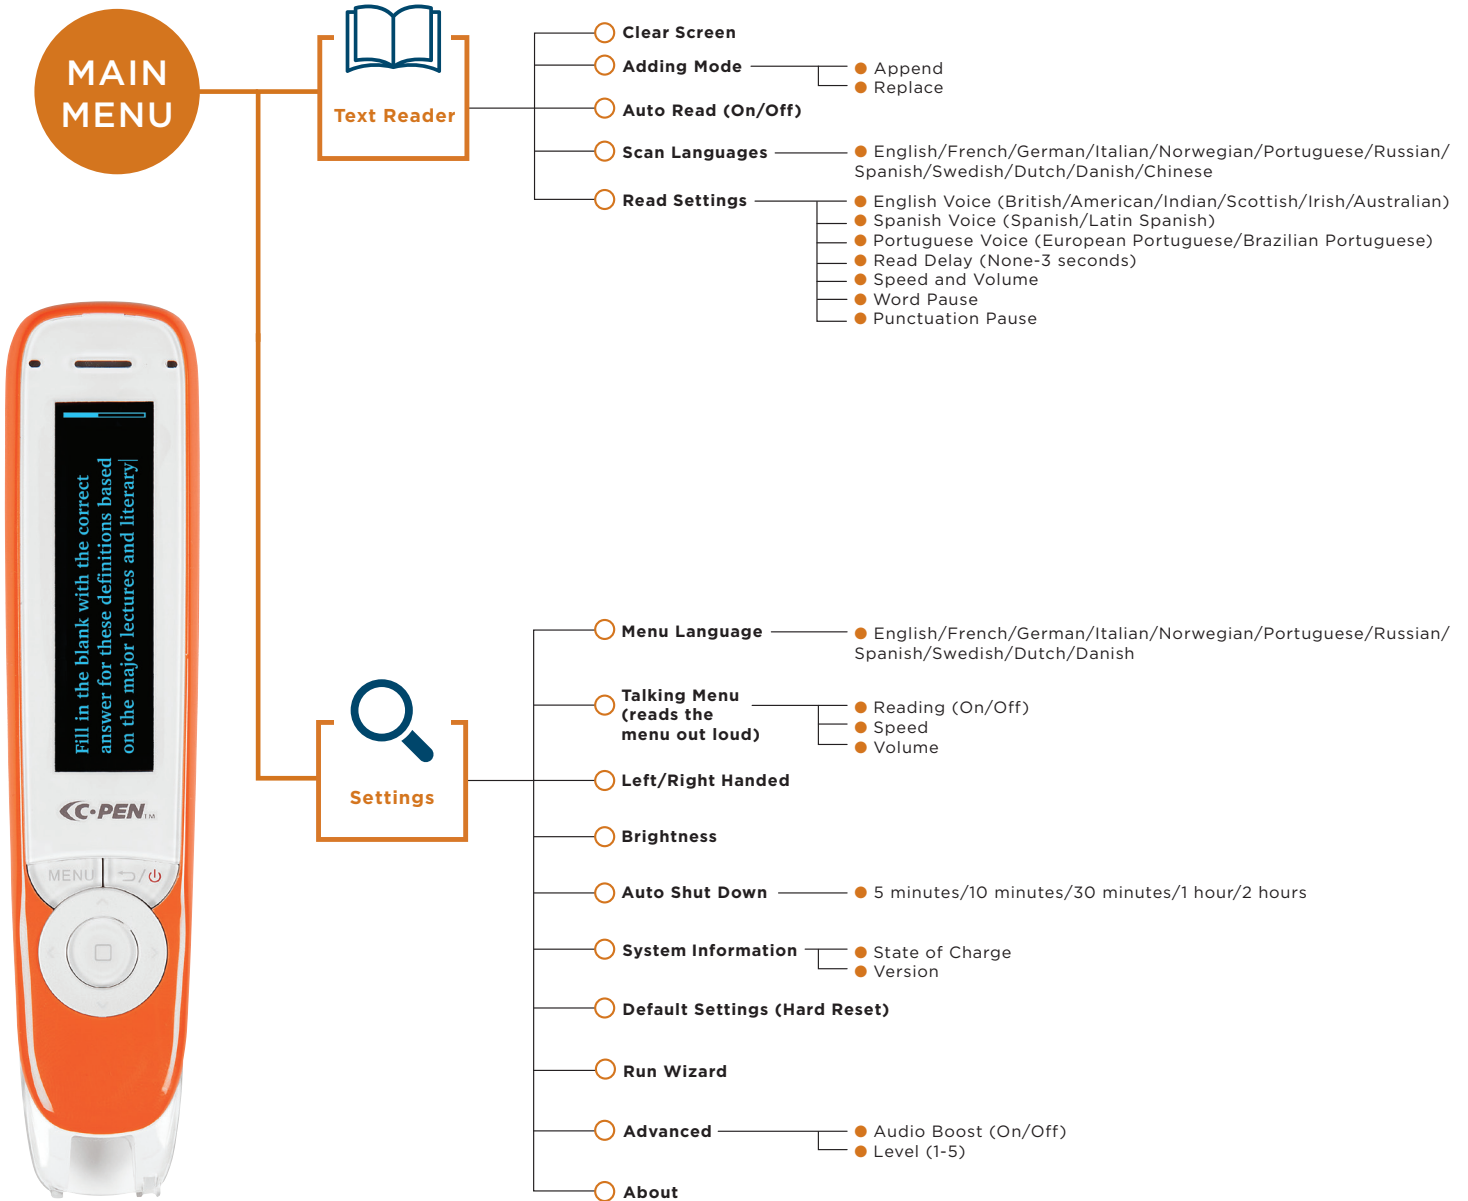 MAIN
MENU
Text Reader
Clear Screen
Adding Mode
Append
Replace
Auto Read (On/Off)
Scan Languages
English/French/German/Italian/Norwegian/Portuguese/Russian/
Spanish/Swedish/Dutch/Danish/Chinese
Read Settings
English Voice (British/American/Indian/Scottish/Irish/Australian)
Spanish Voice (Spanish/Latin Spanish)
Portuguese Voice (European Portuguese/Brazilian Portuguese)
Read Delay (None-3 seconds)
Speed and Volume
Word Pause
Punctuation Pause
Fill in the blank with the correct
answer for these definitions based
on the major lectures and literary
C·PEN TM
MENU
Settings
Menu Language
English/French/German/Italian/Norwegian/Portuguese/Russian/
Spanish/Swedish/Dutch/Danish
Talking Menu
(reads the
menu out loud)
Reading (On/Off)
Speed
Volume
Left/Right Handed
Brightness
Auto Shut Down
5 minutes/10 minutes/30 minutes/1 hour/2 hours
System Information
State of Charge
Version
Default Settings (Hard Reset)
Run Wizard
Advanced
Audio Boost (On/Off)
Level (1-5)
About